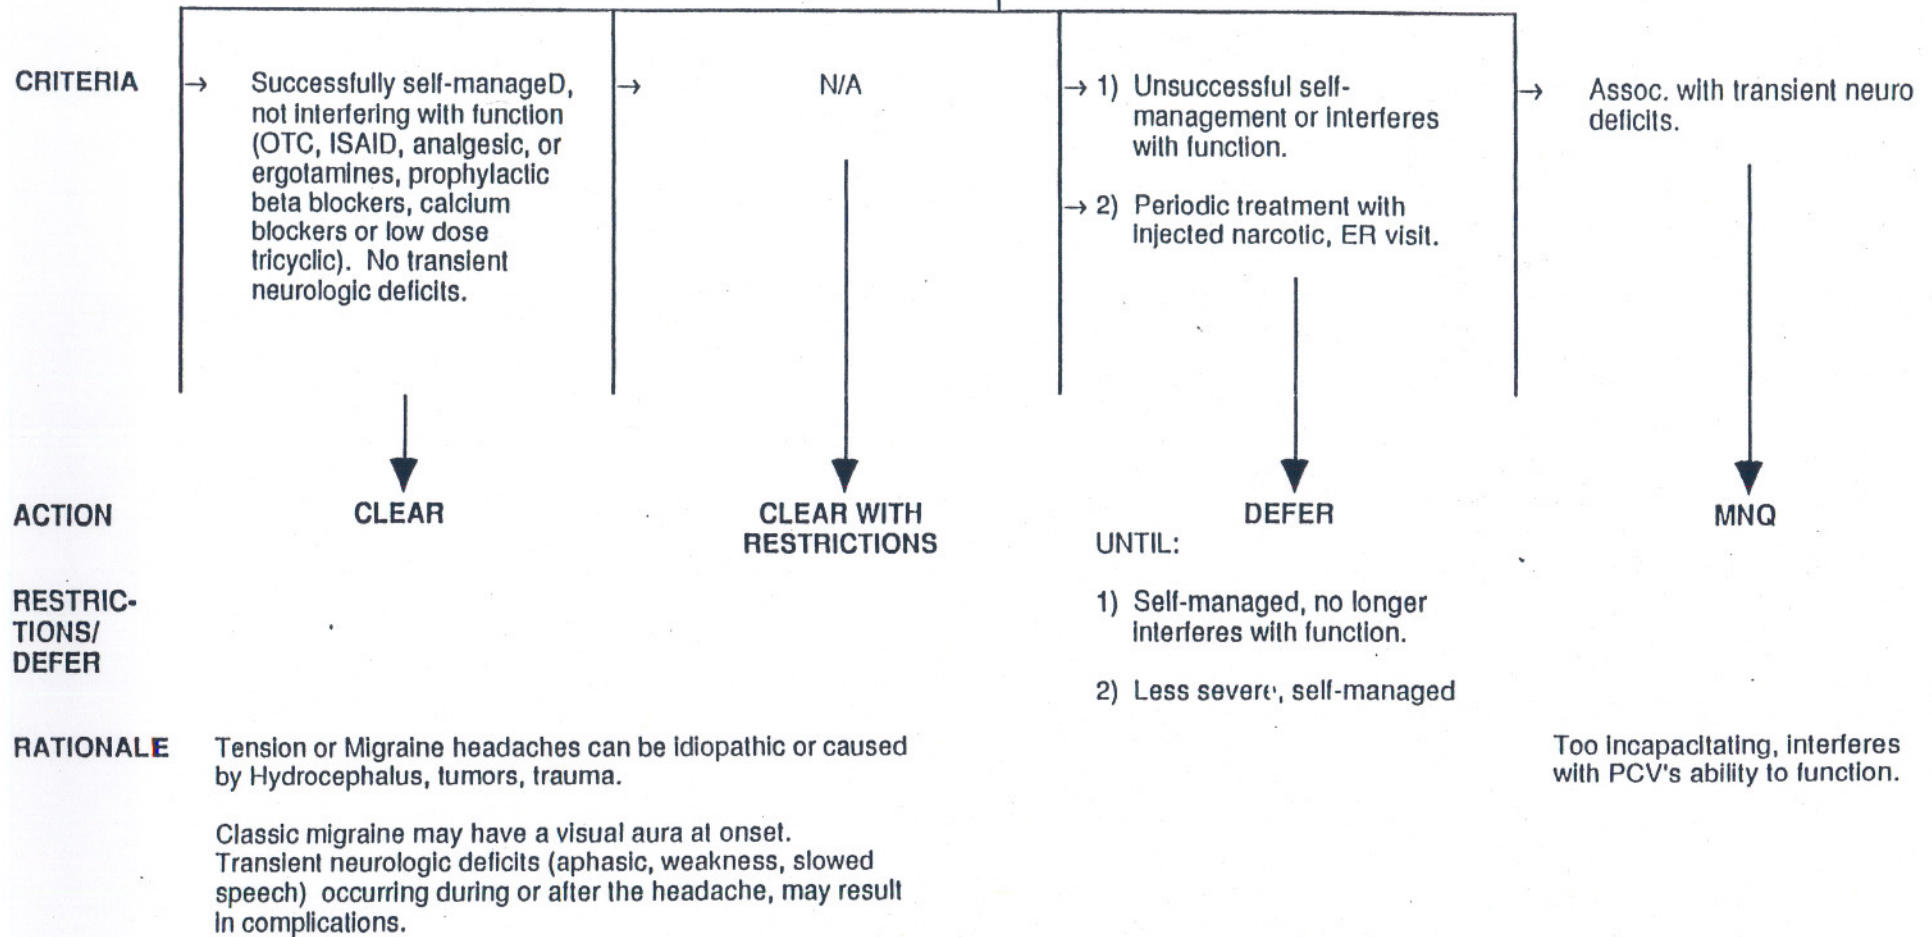 CRITERIA
→ Successfully self-manageD,
not interfering with function
(OTC, ISAID, analgesic, or
ergotamines, prophylactic
beta blockers, calcium
blockers or low dose
tricyclic). No transient
neurologic deficits.
→ N/A
→ 1) Unsuccessful self-
management or interferes
with function.
→ 2) Periodic treatment with
injected narcotic, ER visit.
→ Assoc. with transient neuro
deficits.
ACTION
CLEAR
CLEAR WITH
RESTRICTIONS
DEFER
UNTIL:
MNQ
RESTRIC-
TIONS/
DEFER
1) Self-managed, no longer
interferes with function.
2) Less severe, self-managed
RATIONALE
Tension or Migraine headaches can be idiopathic or caused
by Hydrocephalus, tumors, trauma.
Classic migraine may have a visual aura at onset.
Transient neurologic deficits (aphasic, weakness, slowed
speech) occurring during or after the headache, may result
in complications.
Too incapacitating, interferes
with PCV's ability to function.